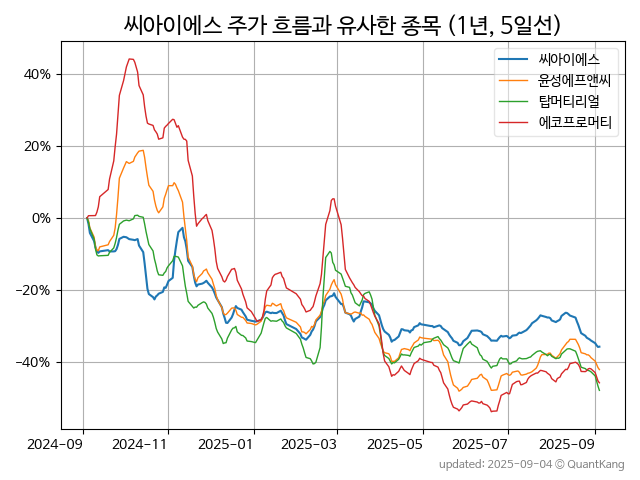 씨아이에스 주가 흐름과 유사한 종목 (1년, 5일선)
씨아이에스
윤성에프앤씨
탑머티리얼
에코프로머티
40%
20%
0%
−20%
−40%
2024-09 2024-11 2025-01 2025-03 2025-05 2025-07 2025-09
updated: 2025-09-04 © QuantKang